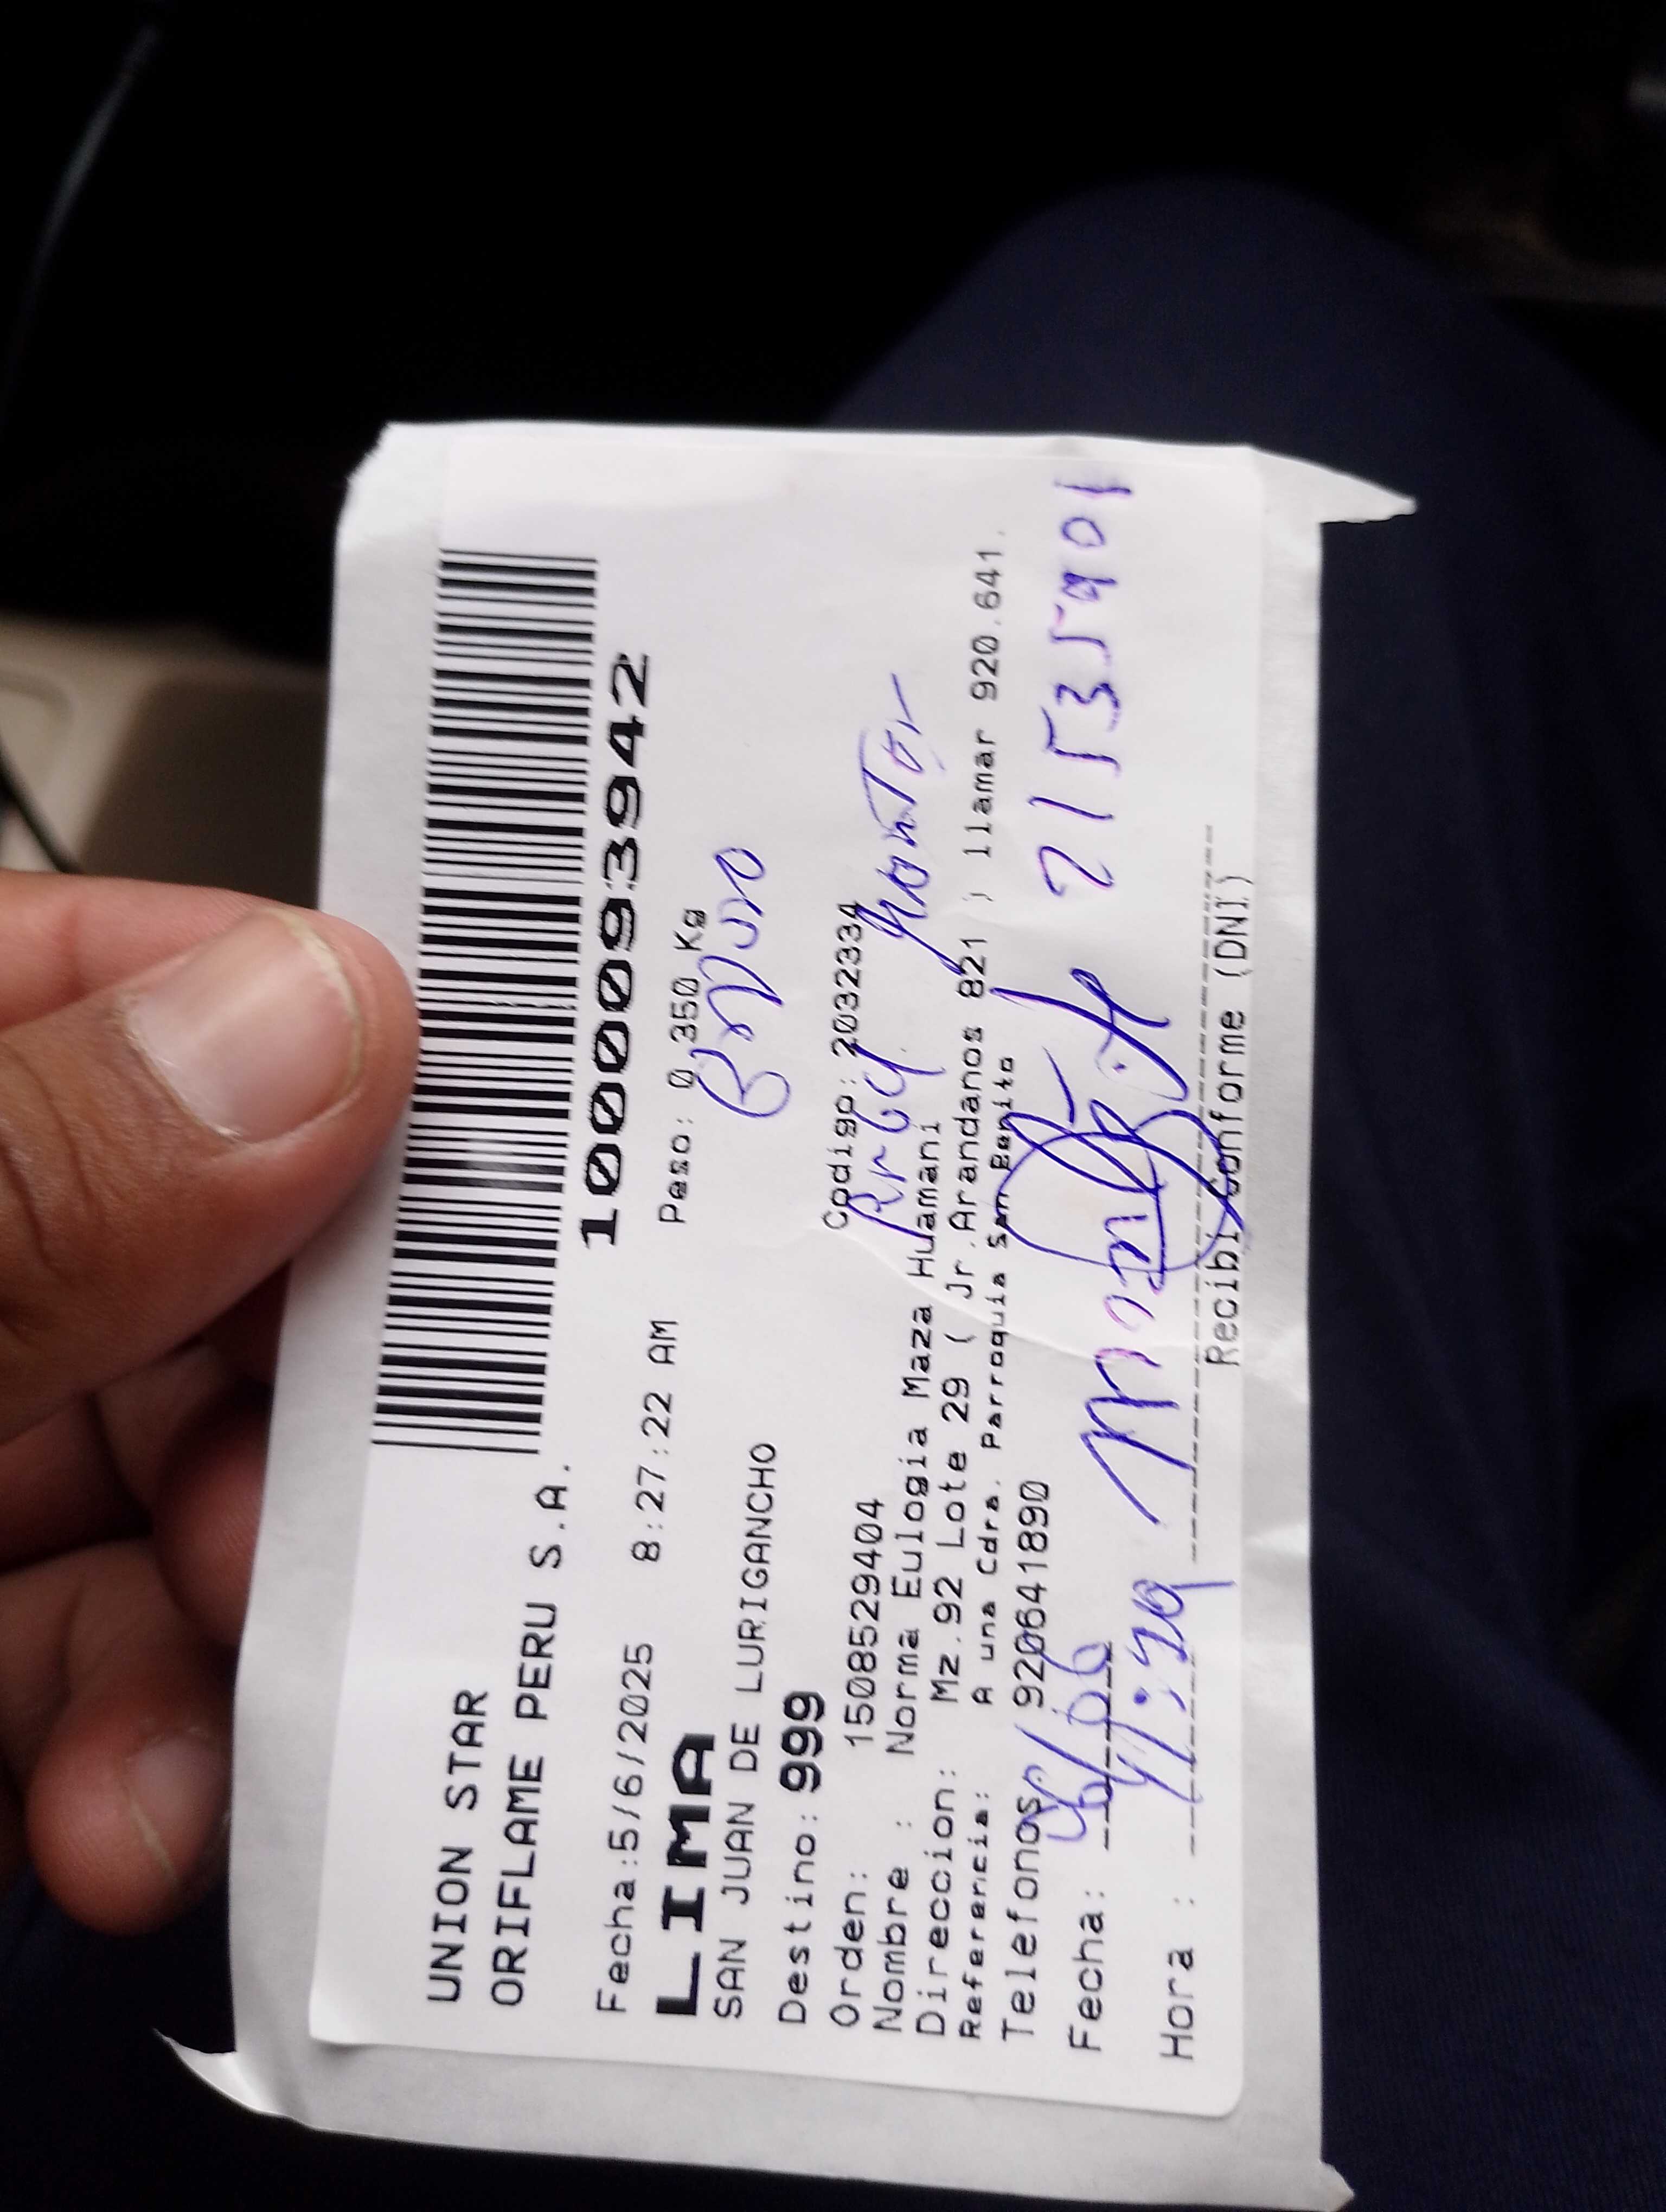 UNION STAR
ORIFLAME PERU S.A.
1000093942
Fecha:5/6/2025 8:27:22 AM Peso: 0.350 Kg
LIMA
SAN JUAN DE LURIGANCHO
Destino: 999
Orden: 1508529404 Codigo: 2032334
Nombre : Norma Eulogia Maza Huamani
Direccion: Mz.92 Lote 29 ( Jr.Arandanos 821 ) llamar 920.641.
Referencia: A una Cdra. Parroquia San Benito
Telefonos 920641890
21535901
Fecha:
Hora :
Recibi Conforme (DNI)